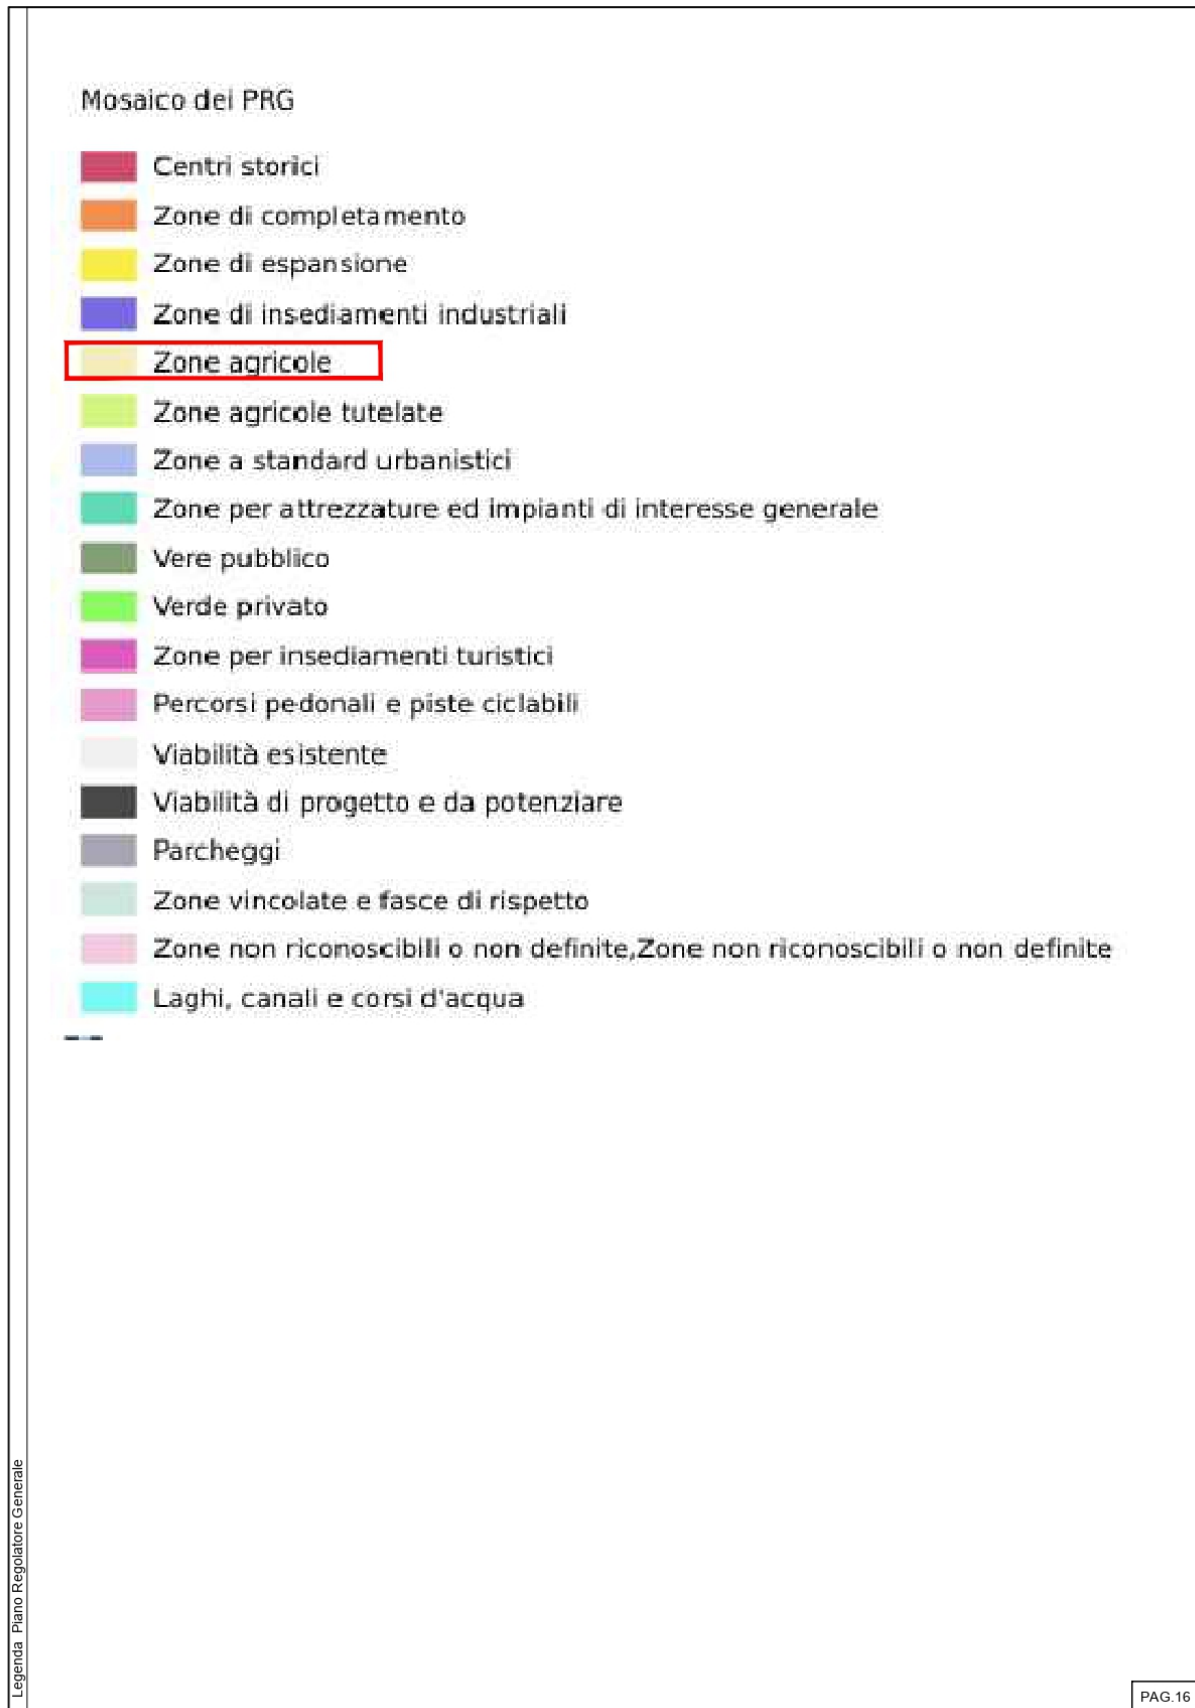 Mosaico dei PRG
Centri storici
Zone di completamento
Zone di espansione
Zone di insediamenti industriali
Zone agricole
Zone agricole tutelate
Zone a standard urbanistici
Zone per attrezzature ed impianti di interesse generale
Vere pubblico
Verde privato
Zone per insediamenti turistici
Percorsi pedonali e piste ciclabili
Viabilità esistente
Viabilità di progetto e da potenziare
Parcheggi
Zone vincolate e fasce di rispetto
Zone non riconoscibili o non definite,Zone non riconoscibili o non definite
Laghi, canali e corsi d'acqua
Legenda Piano Regolatore Generale
PAG.16